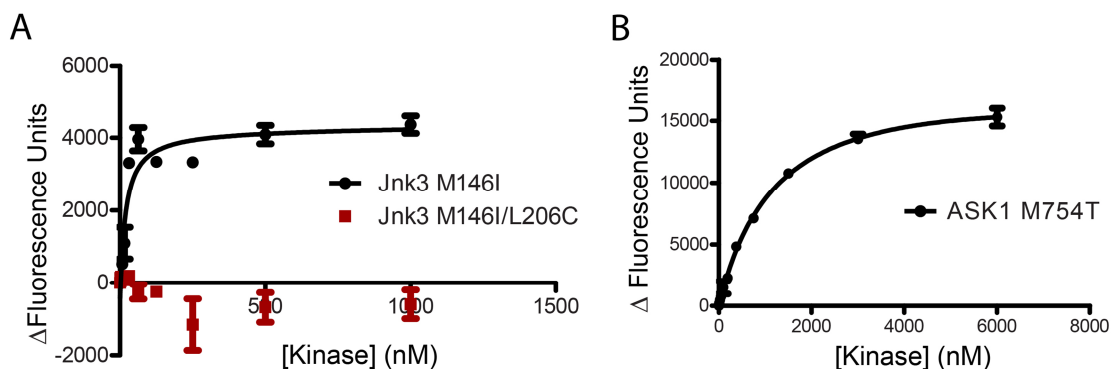 A
ΔFluorescence Units
6000
4000
2000
0
-2000
500
1000
1500
[Kinase] (nM)
Jnk3 M146I
Jnk3 M146I/L206C
B
Δ Fluorescence Units
20000
15000
10000
5000
0
0
2000
4000
6000
8000
[Kinase] (nM)
ASK1 M754T